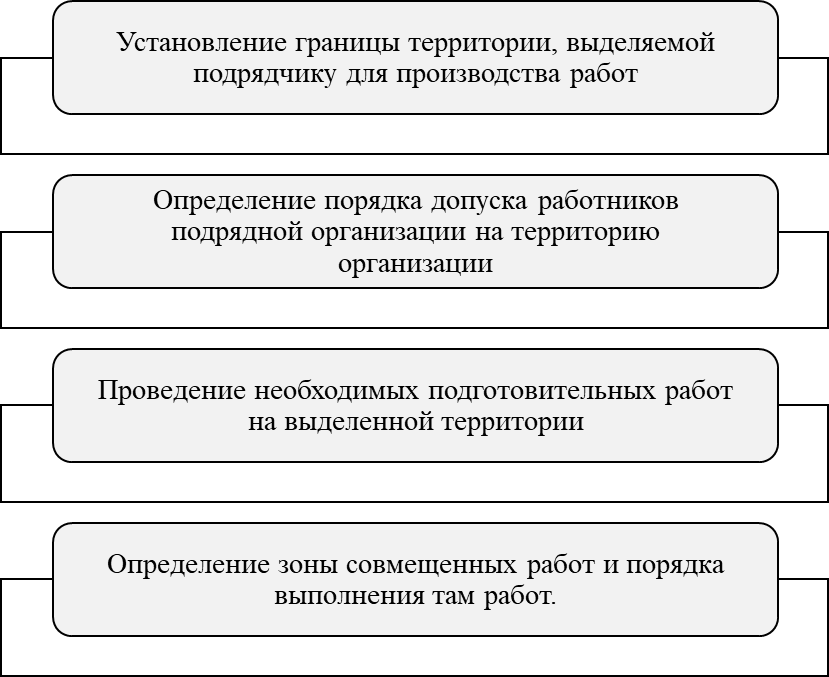 Установление границы территории, выделяемой
подрядчику для производства работ
Определение порядка допуска работников
подрядной организации на территорию
организации
Проведение необходимых подготовительных работ
на выделенной территории
Определение зоны совмещенных работ и порядка
выполнения там работ.